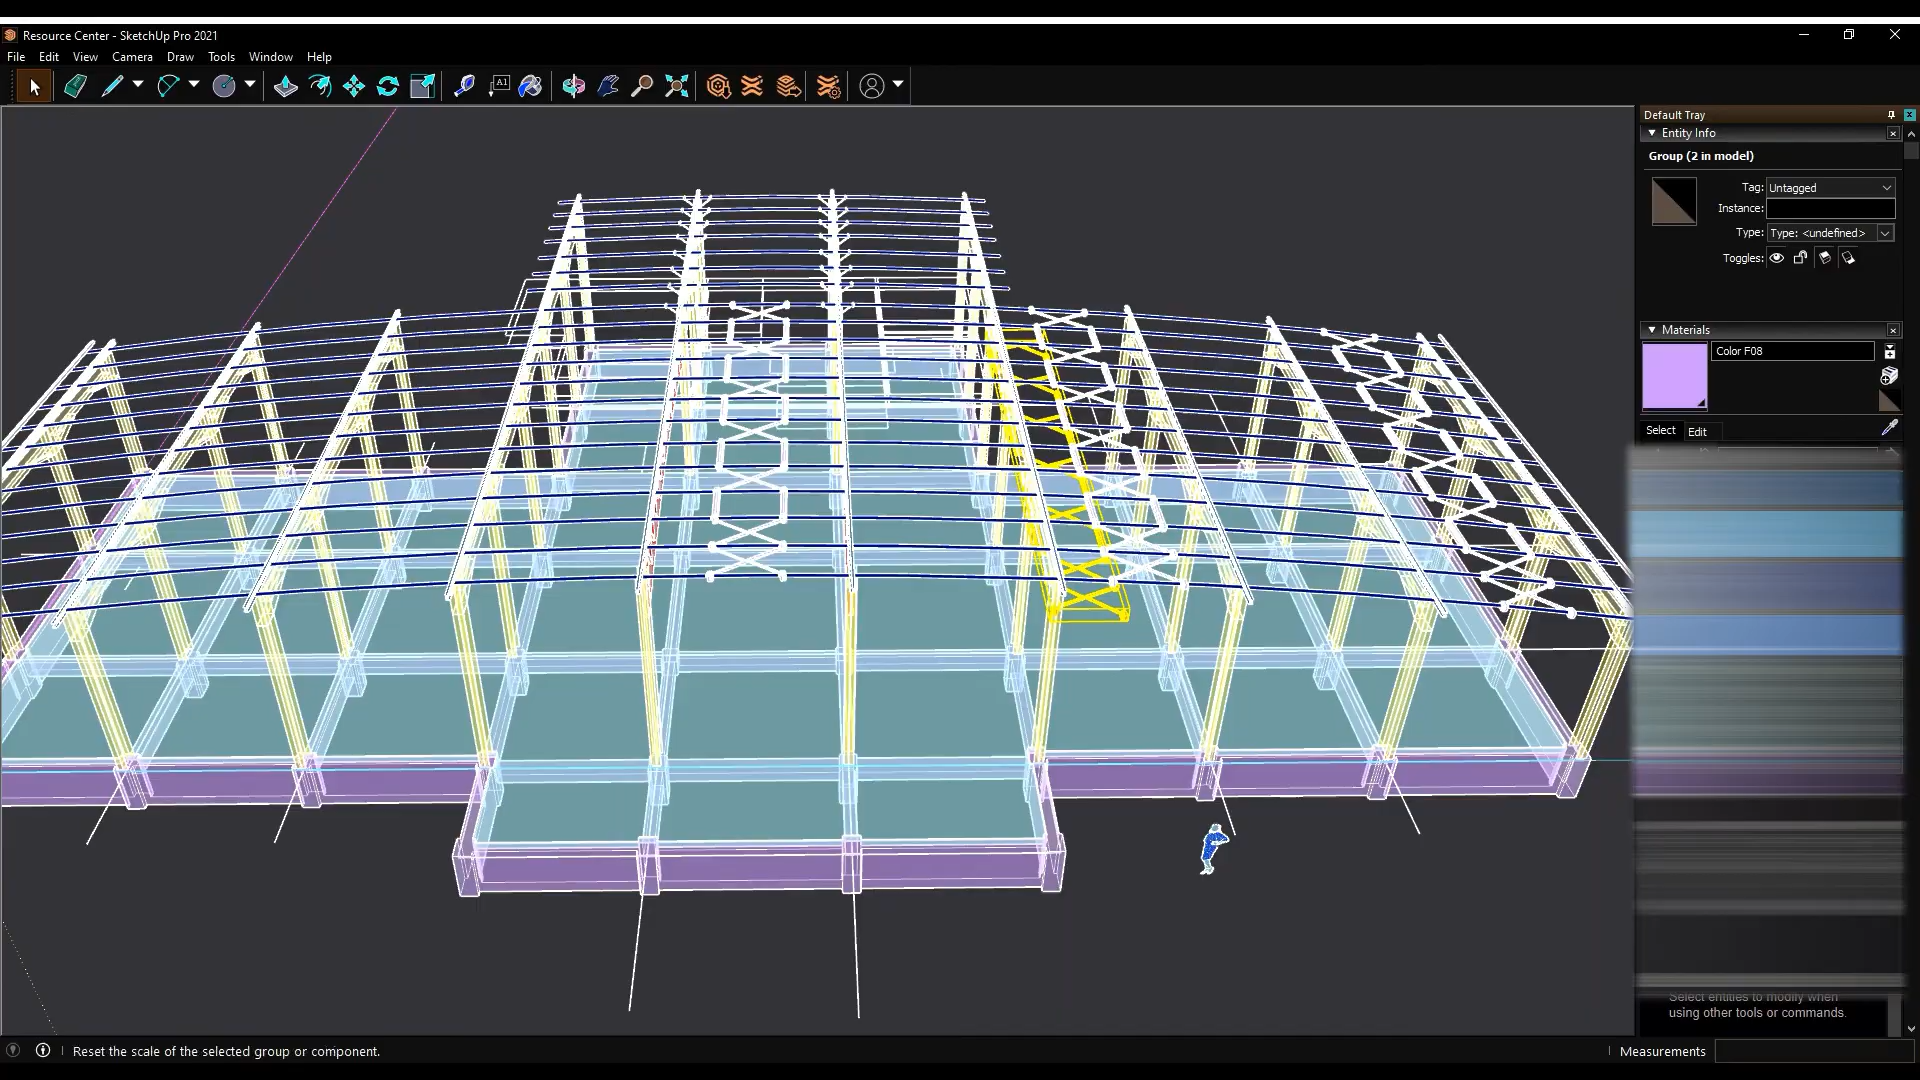 Resource Center - SketchUp Pro 2021
File Edit View Camera Draw Tools Window Help
A1
Default Tray
Entity Info
Group (2 in model)
Tag: Untagged
Instance:
Type: Type: <undefined>
Toggles:
Materials
Color F08
Select Edit
Select entities to modify when
using other tools or commands.
Reset the scale of the selected group or component.
Measurements